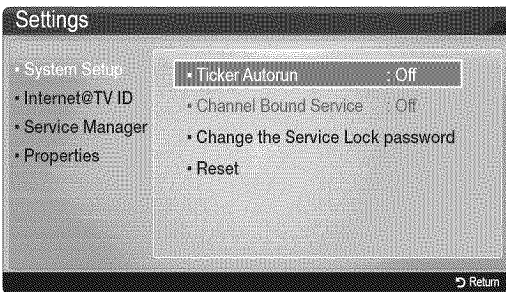 Settings
• System Setup
• Internet@TV ID
• Service Manager
• Properties
• Ticker Autorun : Off
• Channel Bound Service : Off
• Change the Service Lock password
• Reset
Return